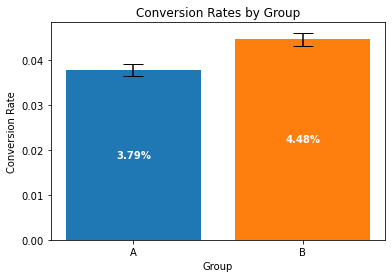 Conversion Rates by Group
Conversion Rate
0.04
0.03
0.02
0.01
0.00
3.79%
4.48%
A
B
Group